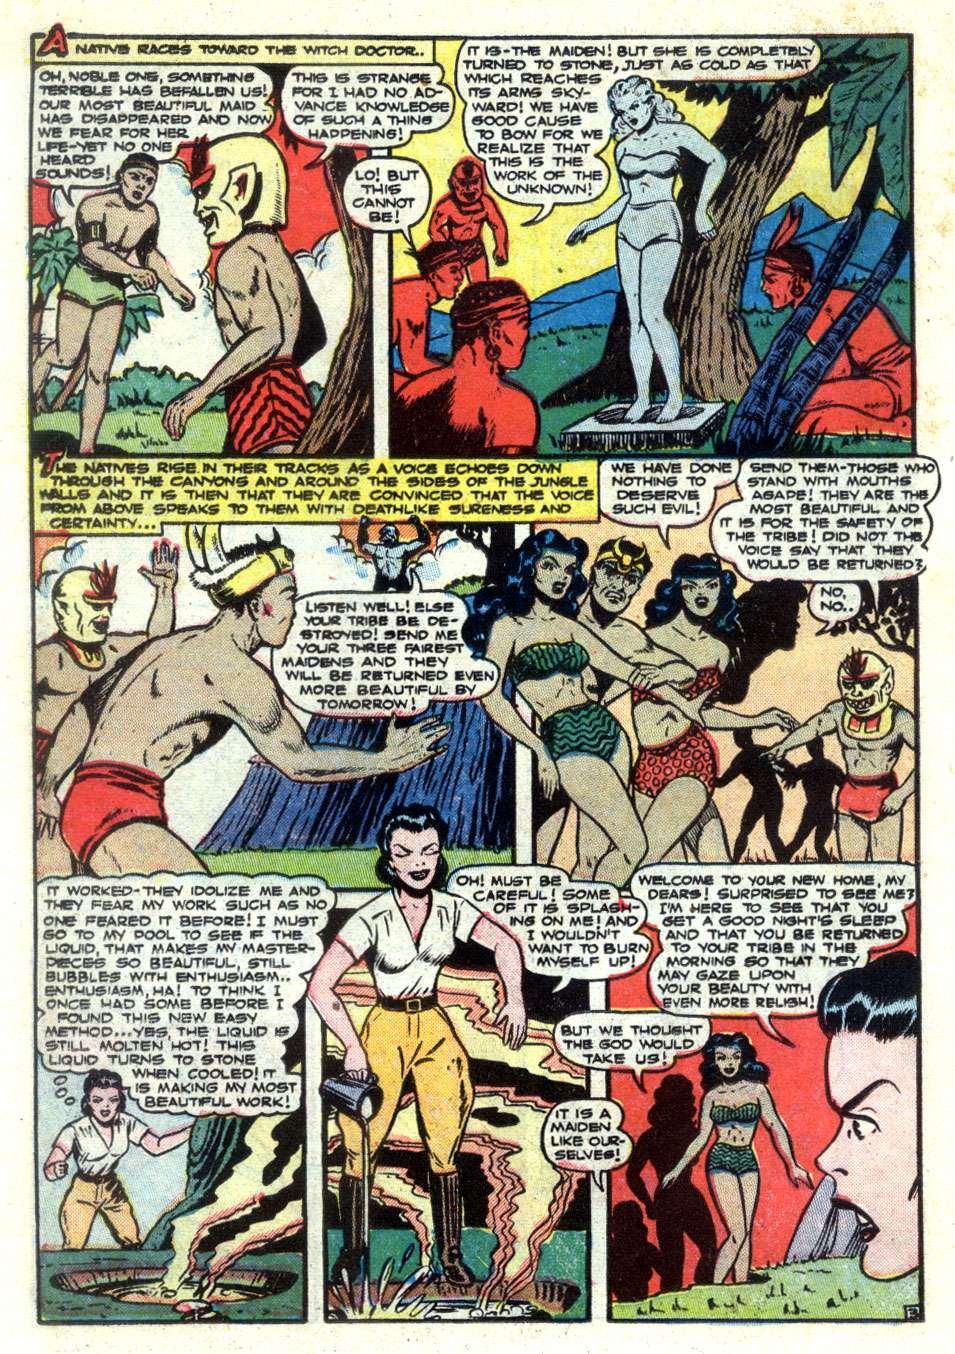 A NATIVE RACES TOWARD THE WITCH DOCTOR..
OH, NOBLE ONE, SOMETHING
TERRIBLE HAS BEFALLEN US!
OUR MOST BEAUTIFUL MAID
HAS DISAPPEARED AND NOW
WE FEAR FOR HER
LIFE-YET NO ONE
HEARD
SOUNDS!
THIS IS STRANGE
FOR I HAD NO AD-
VANCE KNOWLEDGE
OF SUCH A THING
HAPPENING!
LO! BUT
THIS
CANNOT
BE!
IT IS-THE MAIDEN! BUT SHE IS COMPLETELY
TURNED TO STONE, JUST AS COLD AS THAT
WHICH REACHES
ITS ARMS SKY-
WARD! WE HAVE
GOOD CAUSE
TO BOW FOR WE
REALIZE THAT
THIS IS THE
WORK OF THE
UNKNOWN!
THE NATIVES RISE IN THEIR TRACKS AS A VOICE ECHOES DOWN
THROUGH THE CANYONS AND AROUND THE SIDES OF THE JUNGLE
WALLS AND IT IS THEN THAT THEY ARE CONVINCED THAT THE VOICE
FROM ABOVE SPEAKS TO THEM WITH DEATHLIKE SURENESS AND
CERTAINTY...
LISTEN WELL! ELSE
YOUR TRIBE BE DE-
STROYED! SEND ME
YOUR THREE FAIREST
MAIDENS AND THEY
WILL BE RETURNED EVEN
MORE BEAUTIFUL BY
TOMORROW!
WE HAVE DONE
NOTHING TO
DESERVE
SUCH EVIL!
SEND THEM-THOSE WHO
STAND WITH MOUTHS
AGAPE! THEY ARE THE
MOST BEAUTIFUL AND
IT IS FOR THE SAFETY OF
THE TRIBE! DID NOT THE
VOICE SAY THAT THEY
WOULD BE RETURNED?
NO,
NO..
IT WORKED-THEY IDOLIZE ME AND
THEY FEAR MY WORK SUCH AS NO
ONE FEARED IT BEFORE! I MUST
GO TO MY POOL TO SEE IF THE
LIQUID, THAT MAKES MY MASTER-
PIECES SO BEAUTIFUL, STILL
BUBBLES WITH ENTHUSIASM..
ENTHUSIASM, HA! TO THINK I
ONCE HAD SOME BEFORE I
FOUND THIS NEW EASY
METHOD...YES, THE LIQUID IS
STILL MOLTEN HOT! THIS
LIQUID TURNS TO STONE
WHEN COOLED! IT
IS MAKING MY MOST
BEAUTIFUL WORK!
OH! MUST BE
CAREFUL! SOME
OF IT IS SPLASH-
ING ON ME! AND
I WOULDN'T
WANT TO BURN
MYSELF UP!
WELCOME TO YOUR NEW HOME, MY
DEARS! SURPRISED TO SEE ME?
I'M HERE TO SEE THAT YOU
GET A GOOD NIGHT'S SLEEP
AND THAT YOU BE RETURNED
TO YOUR TRIBE IN THE
MORNING SO THAT THEY
MAY GAZE UPON
YOUR BEAUTY WITH
EVEN MORE RELISH!
BUT WE THOUGHT
THE GOD WOULD
TAKE US!
IT IS A
MAIDEN
LIKE OUR-
SELVES!
3